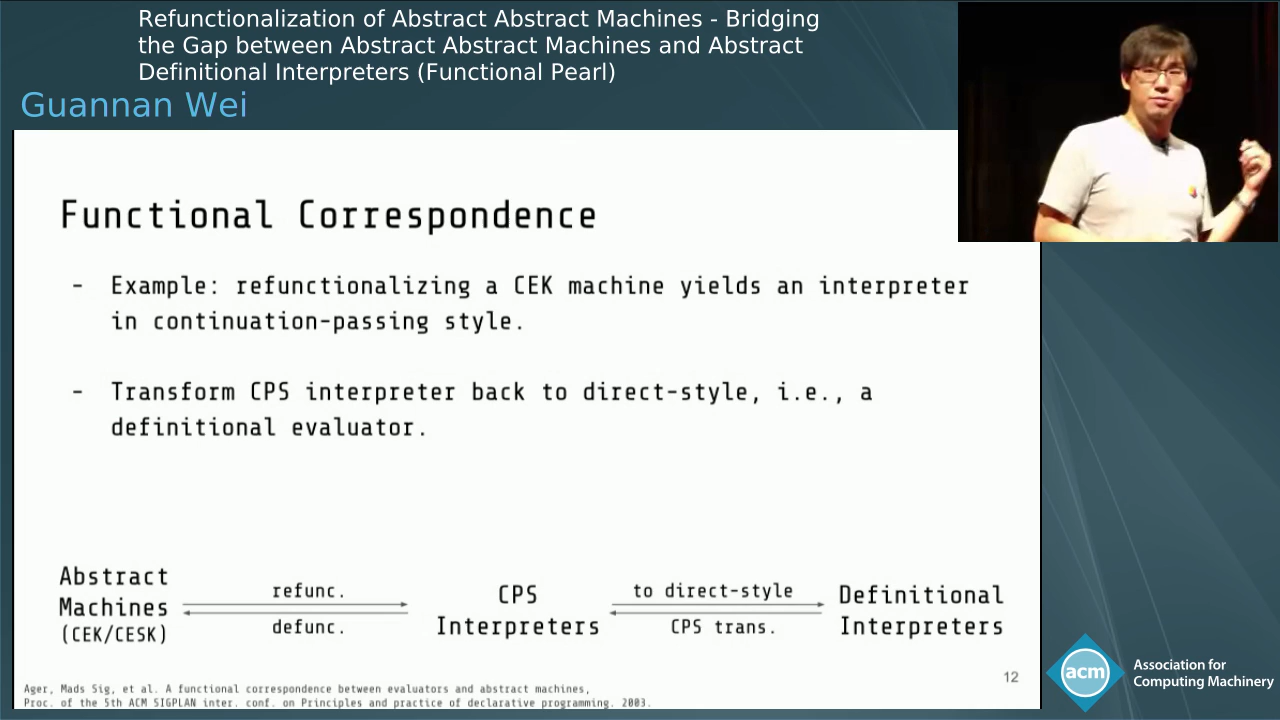 Refunctionalization of Abstract Abstract Machines - Bridging
the Gap between Abstract Abstract Machines and Abstract
Definitional Interpreters (Functional Pearl)
Guannan Wei
Functional Correspondence
- Example: refunctionalizing a CEK machine yields an interpreter
in continuation-passing style.
- Transform CPS interpreter back to direct-style, i.e., a
definitional evaluator.
Abstract
Machines
(CEK/CESK)
refunc.
defunc.
CPS
Interpreters
to direct-style
CPS trans.
Definitional
Interpreters
12
Ager, Mads Sig, et al. A functional correspondence between evaluators and abstract machines,
Proc. of the 5th ACM SIGPLAN inter. conf. on Principles and practice of declarative programming. 2003.
acm
Association for
Computing Machinery